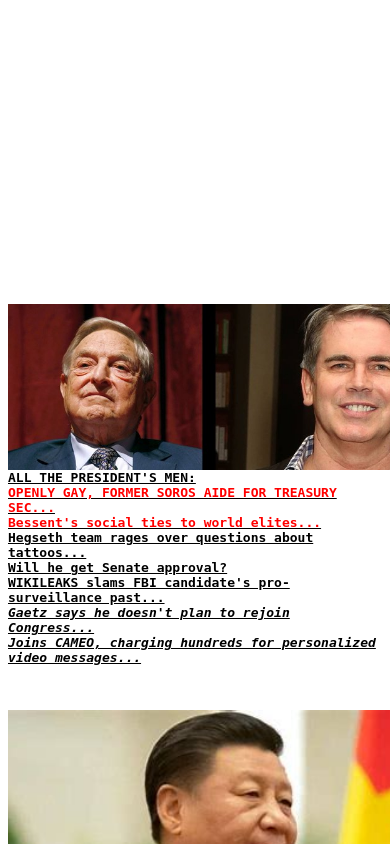 ALL THE PRESIDENT'S MEN:
OPENLY GAY, FORMER SOROS AIDE FOR TREASURY
SEC...
Bessent's social ties to world elites...
Hegseth team rages over questions about
tattoos...
Will he get Senate approval?
WIKILEAKS slams FBI candidate's pro-
surveillance past...
Gaetz says he doesn't plan to rejoin
Congress...
Joins CAMEO, charging hundreds for personalized
video messages...